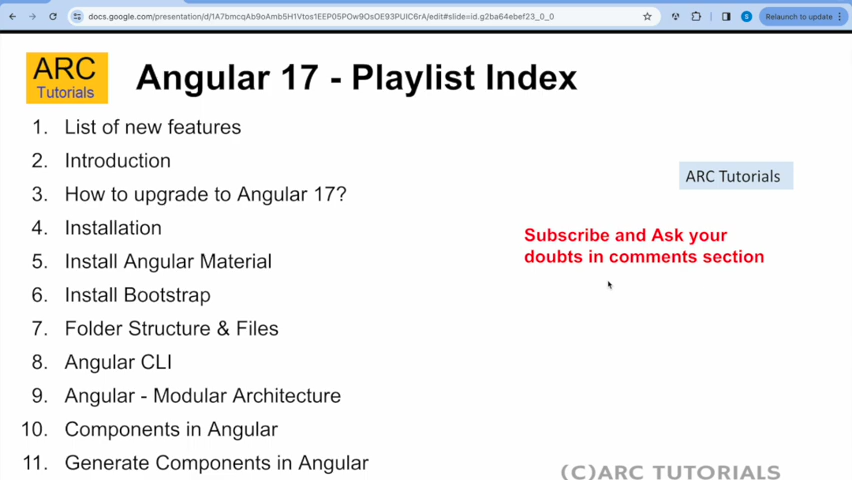 docs.google.com/presentation/d/1A7bmcqAb9oAmb5H1Vtos1EEP05POw9OsOE93PUIC6rA/edit#slide=id.g2ba64ebef23_0_0
S
Relaunch to update
ARC
Tutorials
Angular 17 - Playlist Index
1. List of new features
2. Introduction
3. How to upgrade to Angular 17?
4. Installation
5. Install Angular Material
6. Install Bootstrap
7. Folder Structure & Files
8. Angular CLI
9. Angular - Modular Architecture
10. Components in Angular
11. Generate Components in Angular
ARC Tutorials
Subscribe and Ask your
doubts in comments section
(C)ARC TUTORIALS